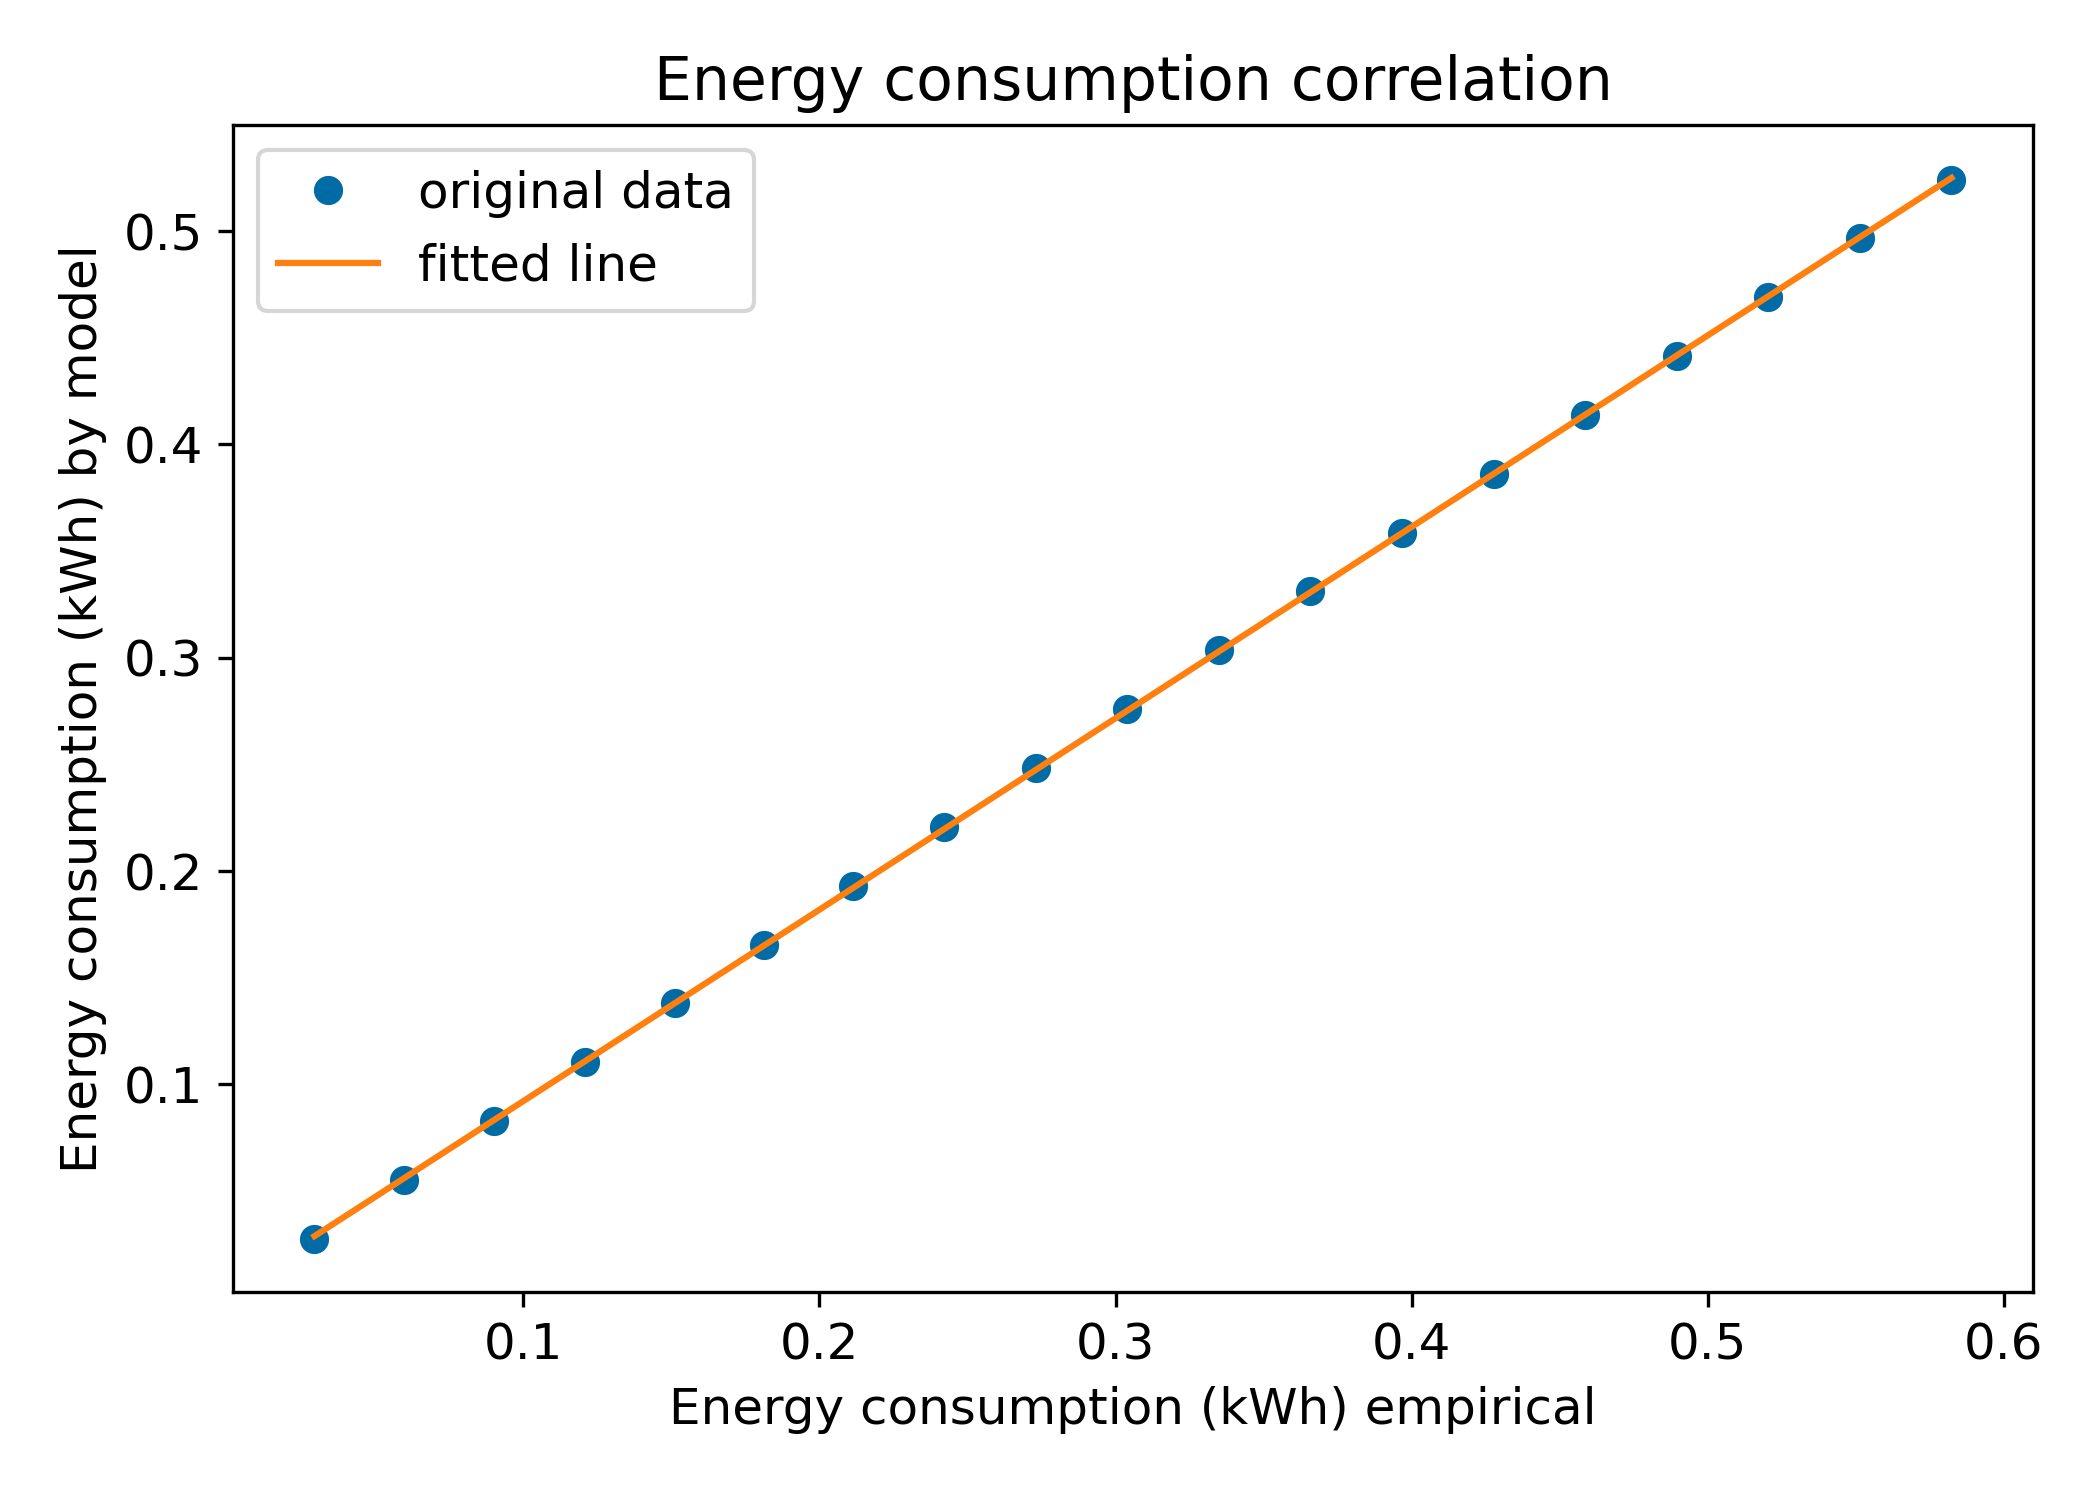 Energy consumption correlation
original data
fitted line
Energy consumption (kWh) by model
0.5
0.4
0.3
0.2
0.1
0.1 0.2 0.3 0.4 0.5 0.6
Energy consumption (kWh) empirical